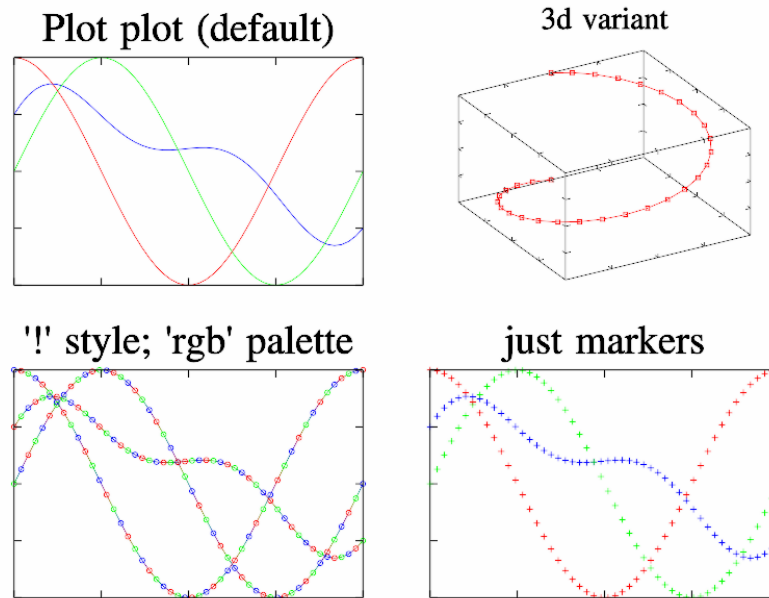 Plot plot (default)
3d variant
'!' style; 'rgb' palette
just markers